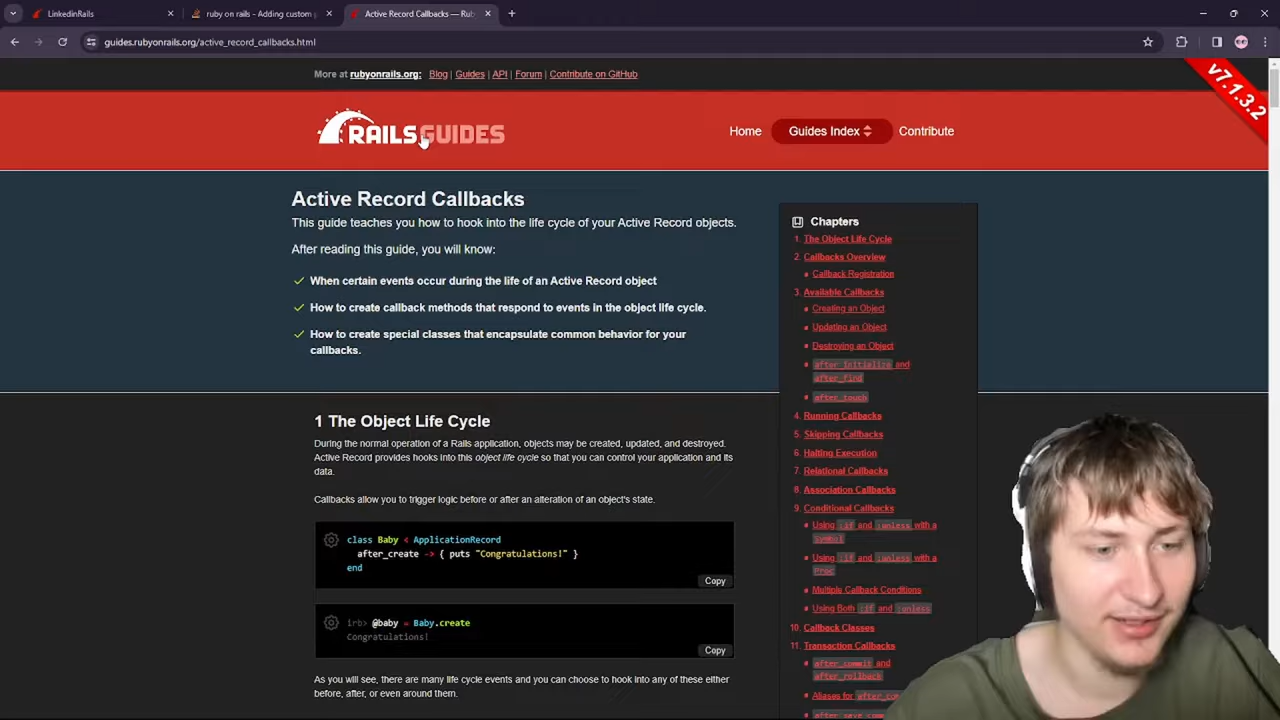 LinkedinRails
ruby on rails - Adding custom
Active Record Callbacks — Ru
guides.rubyonrails.org/active_record_callbacks.html
More at rubyonrails.org: Blog | Guides | API | Forum | Contribute on GitHub
v7.1.3.2
RAILSGUIDES
Home Guides Index Contribute
Active Record Callbacks
This guide teaches you how to hook into the life cycle of your Active Record objects.
After reading this guide, you will know:
When certain events occur during the life of an Active Record object
How to create callback methods that respond to events in the object life cycle.
How to create special classes that encapsulate common behavior for your
callbacks.
Chapters
1. The Object Life Cycle
2. Callbacks Overview
Callback Registration
3. Available Callbacks
Creating an Object
Updating an Object
Destroying an Object
after_initialize and
after_find
after_touch
4. Running Callbacks
5. Skipping Callbacks
6. Halting Execution
7. Relational Callbacks
8. Association Callbacks
9. Conditional Callbacks
Using :if and :unless with a
Symbol
Using :if and :unless with a
Proc
Multiple Callback Conditions
Using Both :if and :unless
10. Callback Classes
11. Transaction Callbacks
after_commit and
after_rollback
Aliases for after_com
after_save_comm
1 The Object Life Cycle
During the normal operation of a Rails application, objects may be created, updated, and destroyed.
Active Record provides hooks into this object life cycle so that you can control your application and its
data.
Callbacks allow you to trigger logic before or after an alteration of an object's state.
class Baby < ApplicationRecord
after_create -> { puts "Congratulations!" }
end
Copy
irb> @baby = Baby.create
Congratulations!
Copy
As you will see, there are many life cycle events and you can choose to hook into any of these either
before, after, or even around them.